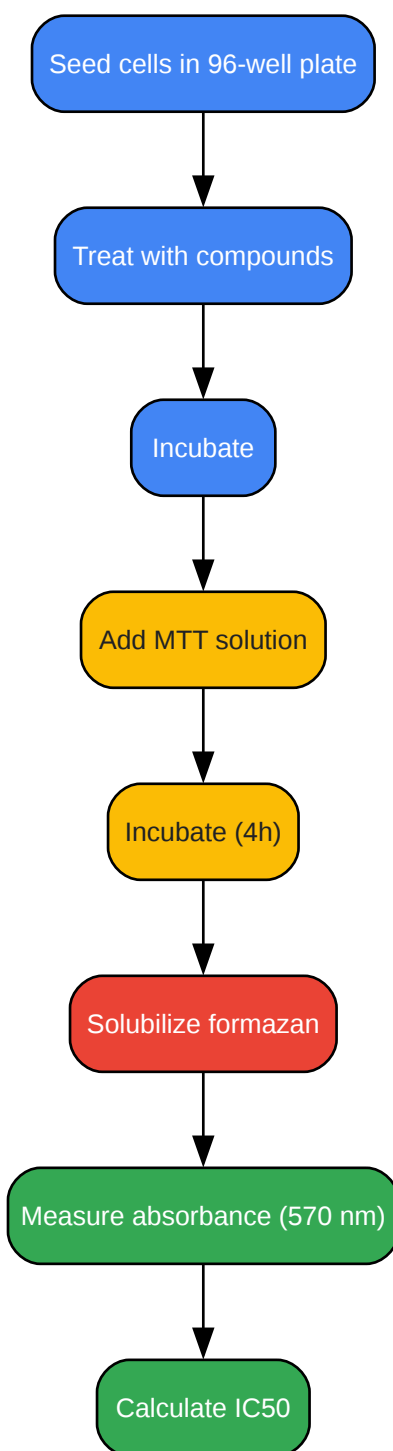 Seed cells in 96-well plate
Treat with compounds
Incubate
Add MTT solution
Incubate (4h)
Solubilize formazan
Measure absorbance (570 nm)
Calculate IC50